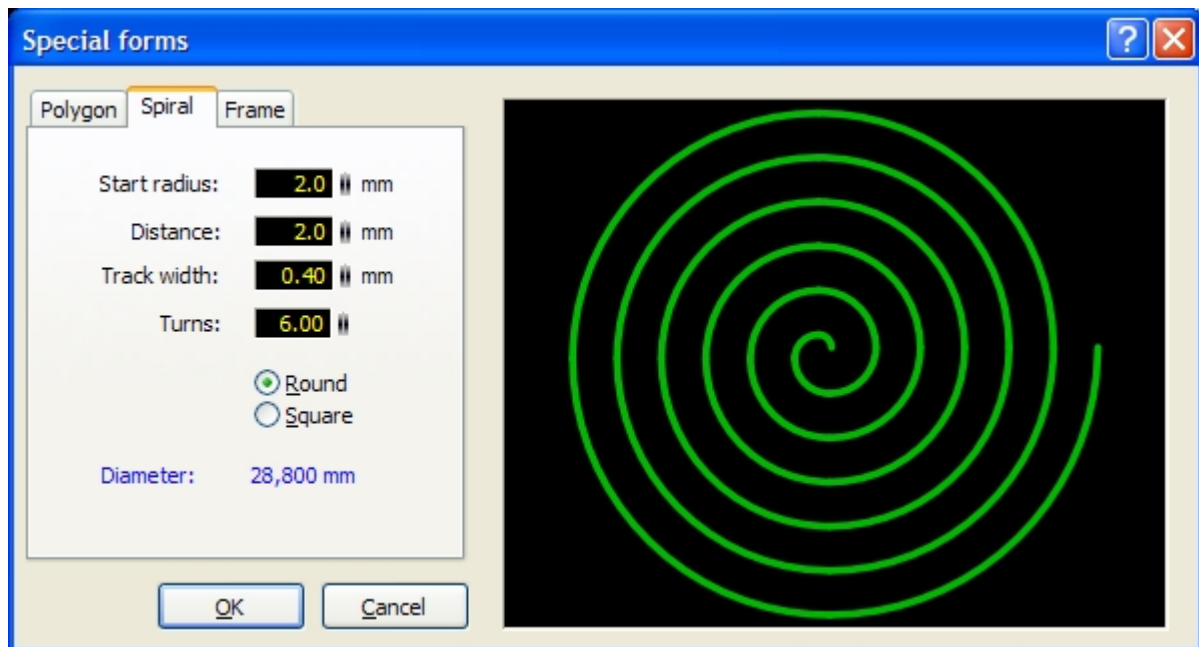 Special forms
Polygon Spiral Frame
Start radius: 2.0 mm
Distance: 2.0 mm
Track width: 0.40 mm
Turns: 6.00
Round
Square
Diameter: 28,800 mm
OK Cancel